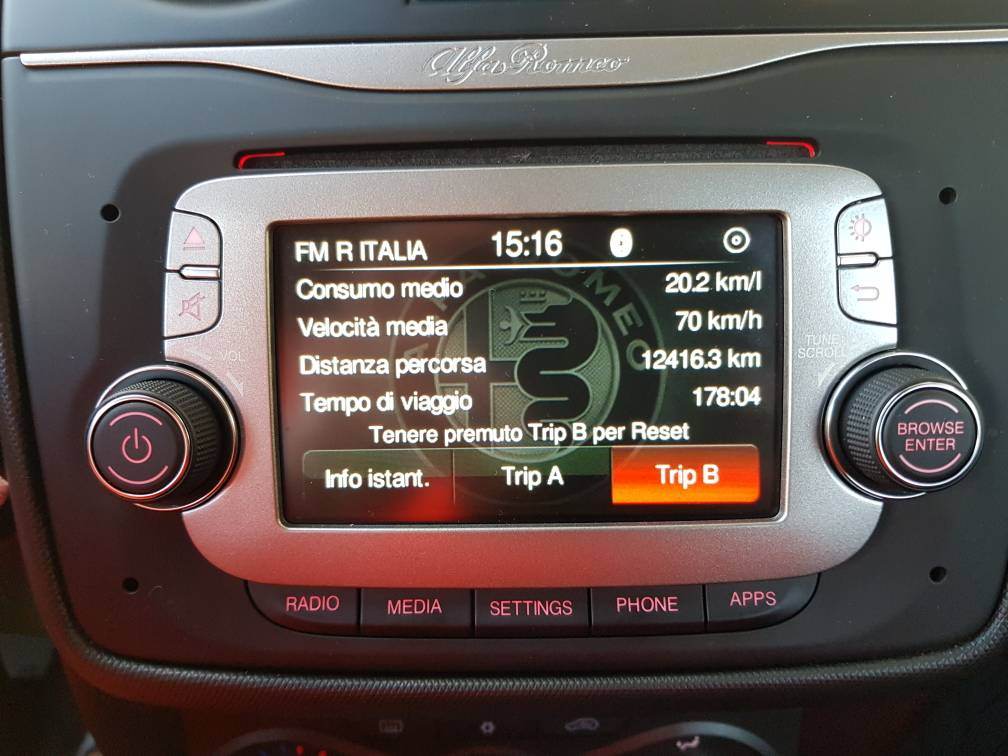 Alfa Romeo
FM R ITALIA 15:16
Consumo medio 20.2 km/l
Velocità media 70 km/h
Distanza percorsa 12416.3 km
Tempo di viaggio 178:04
Tenere premuto Trip B per Reset
Info istant. Trip A Trip B
VOL
TUNE
SCROLL
BROWSE
ENTER
RADIO MEDIA SETTINGS PHONE APPS